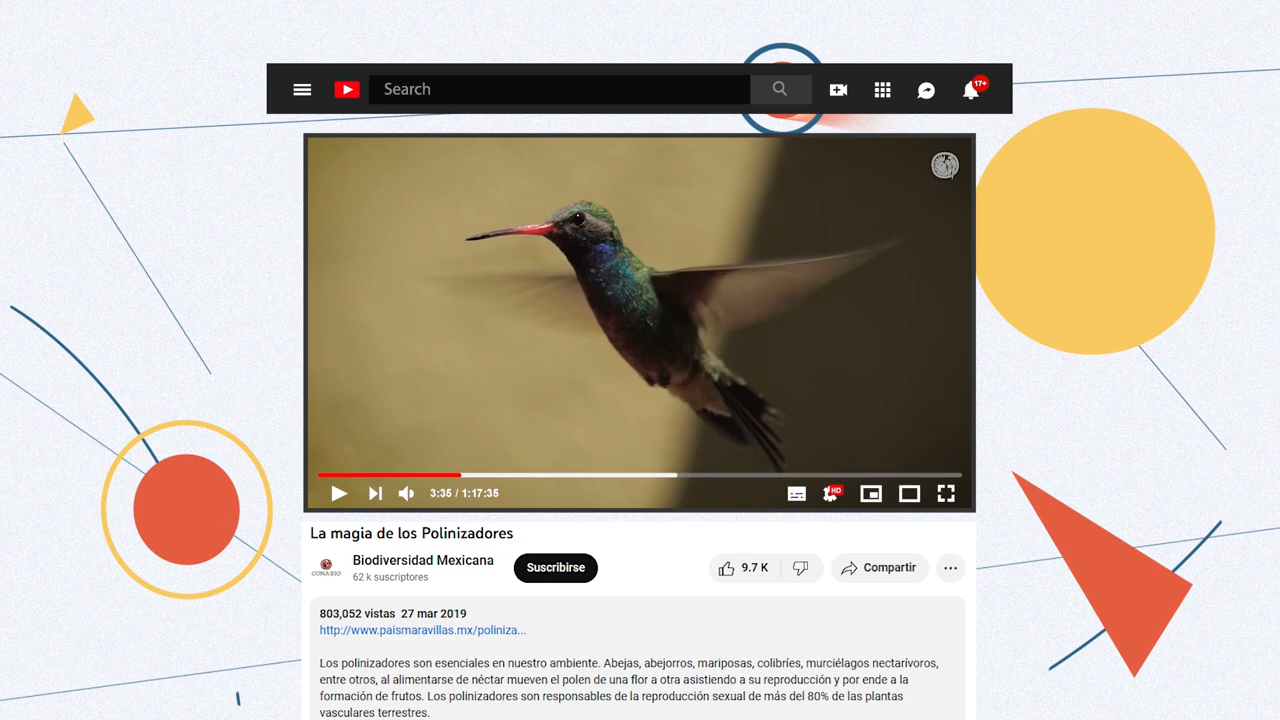 Search
17+
HD
3:35 / 1:17:35
La magia de los Polinizadores
CONABIO
Biodiversidad Mexicana
62 k suscriptores
Suscribirse
9.7 K
Compartir
803,052 vistas 27 mar 2019
http://www.paismaravillas.mx/poliniza...
Los polinizadores son esenciales en nuestro ambiente. Abejas, abejorros, mariposas, colibríes, murciélagos nectarívoros,
entre otros, al alimentarse de néctar mueven el polen de una flor a otra asistiendo a su reproducción y por ende a la
formación de frutos. Los polinizadores son responsables de la reproducción sexual de más del 80% de las plantas
vasculares terrestres.